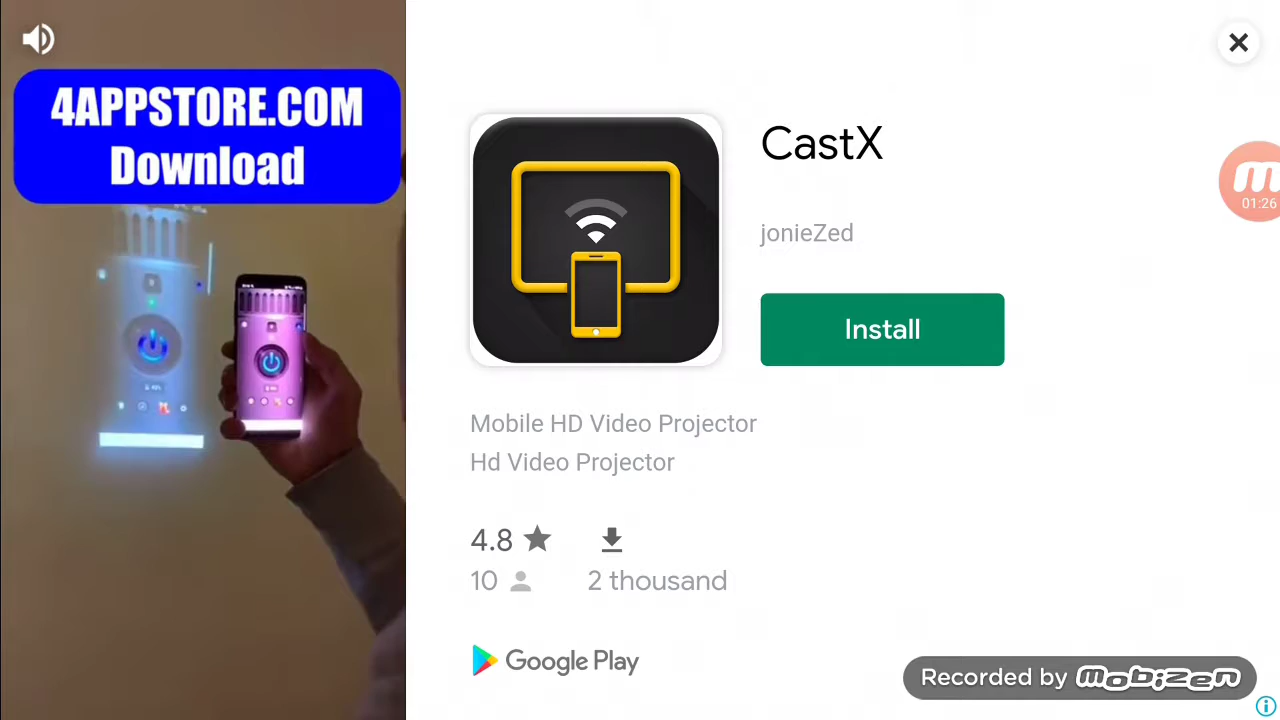 4APPSTORE.COM
Download
CastX
jonieZed
Install
01:26
Mobile HD Video Projector
Hd Video Projector
4.8
10
2 thousand
Google Play
Recorded by mobizen